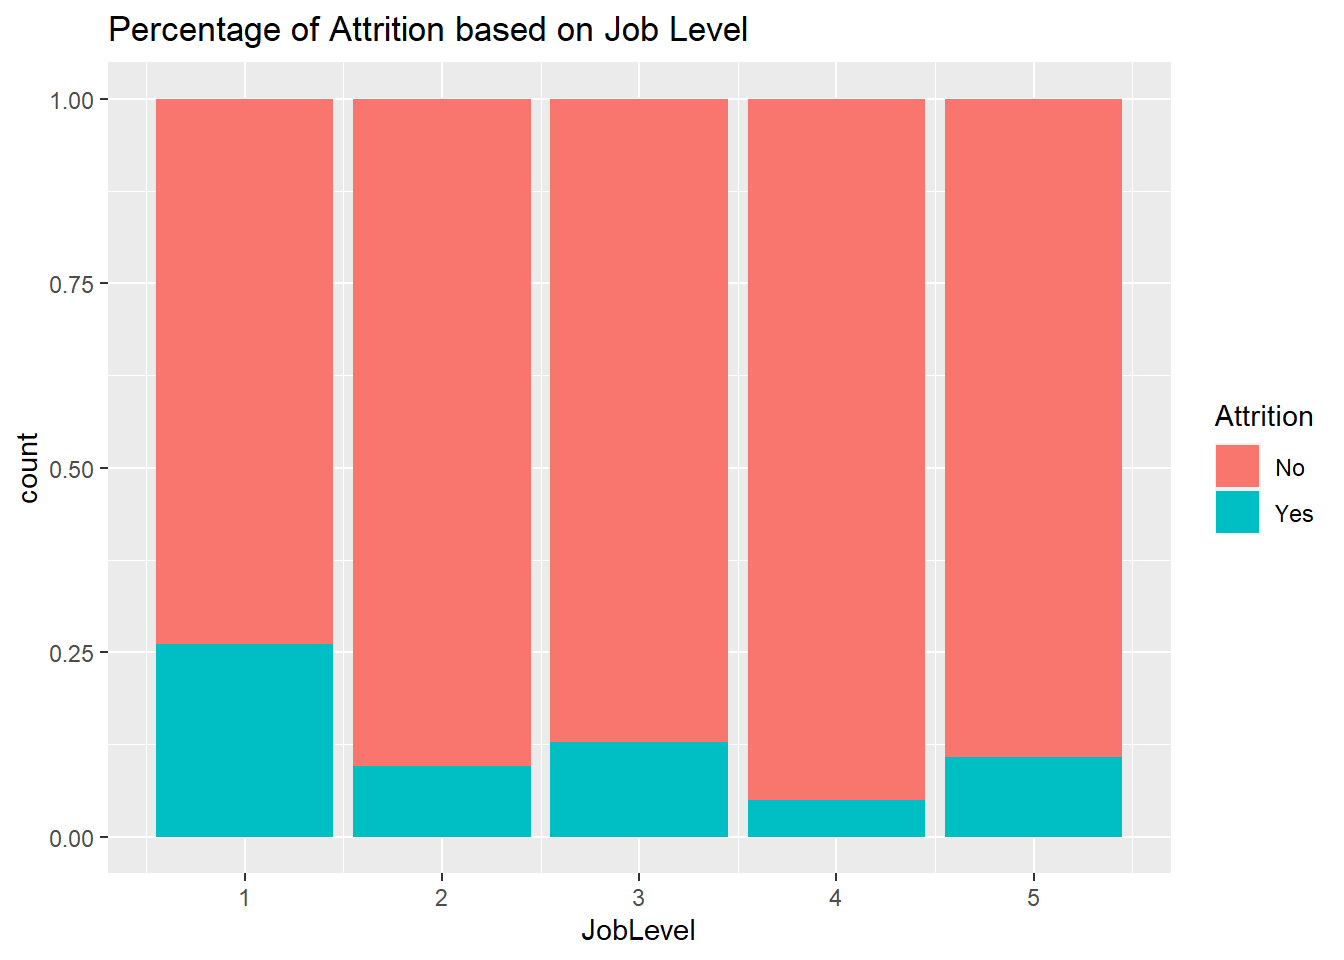 Percentage of Attrition based on Job Level
1.00
0.75
0.50
0.25
0.00
count
1 2 3 4 5
JobLevel
Attrition
No
Yes